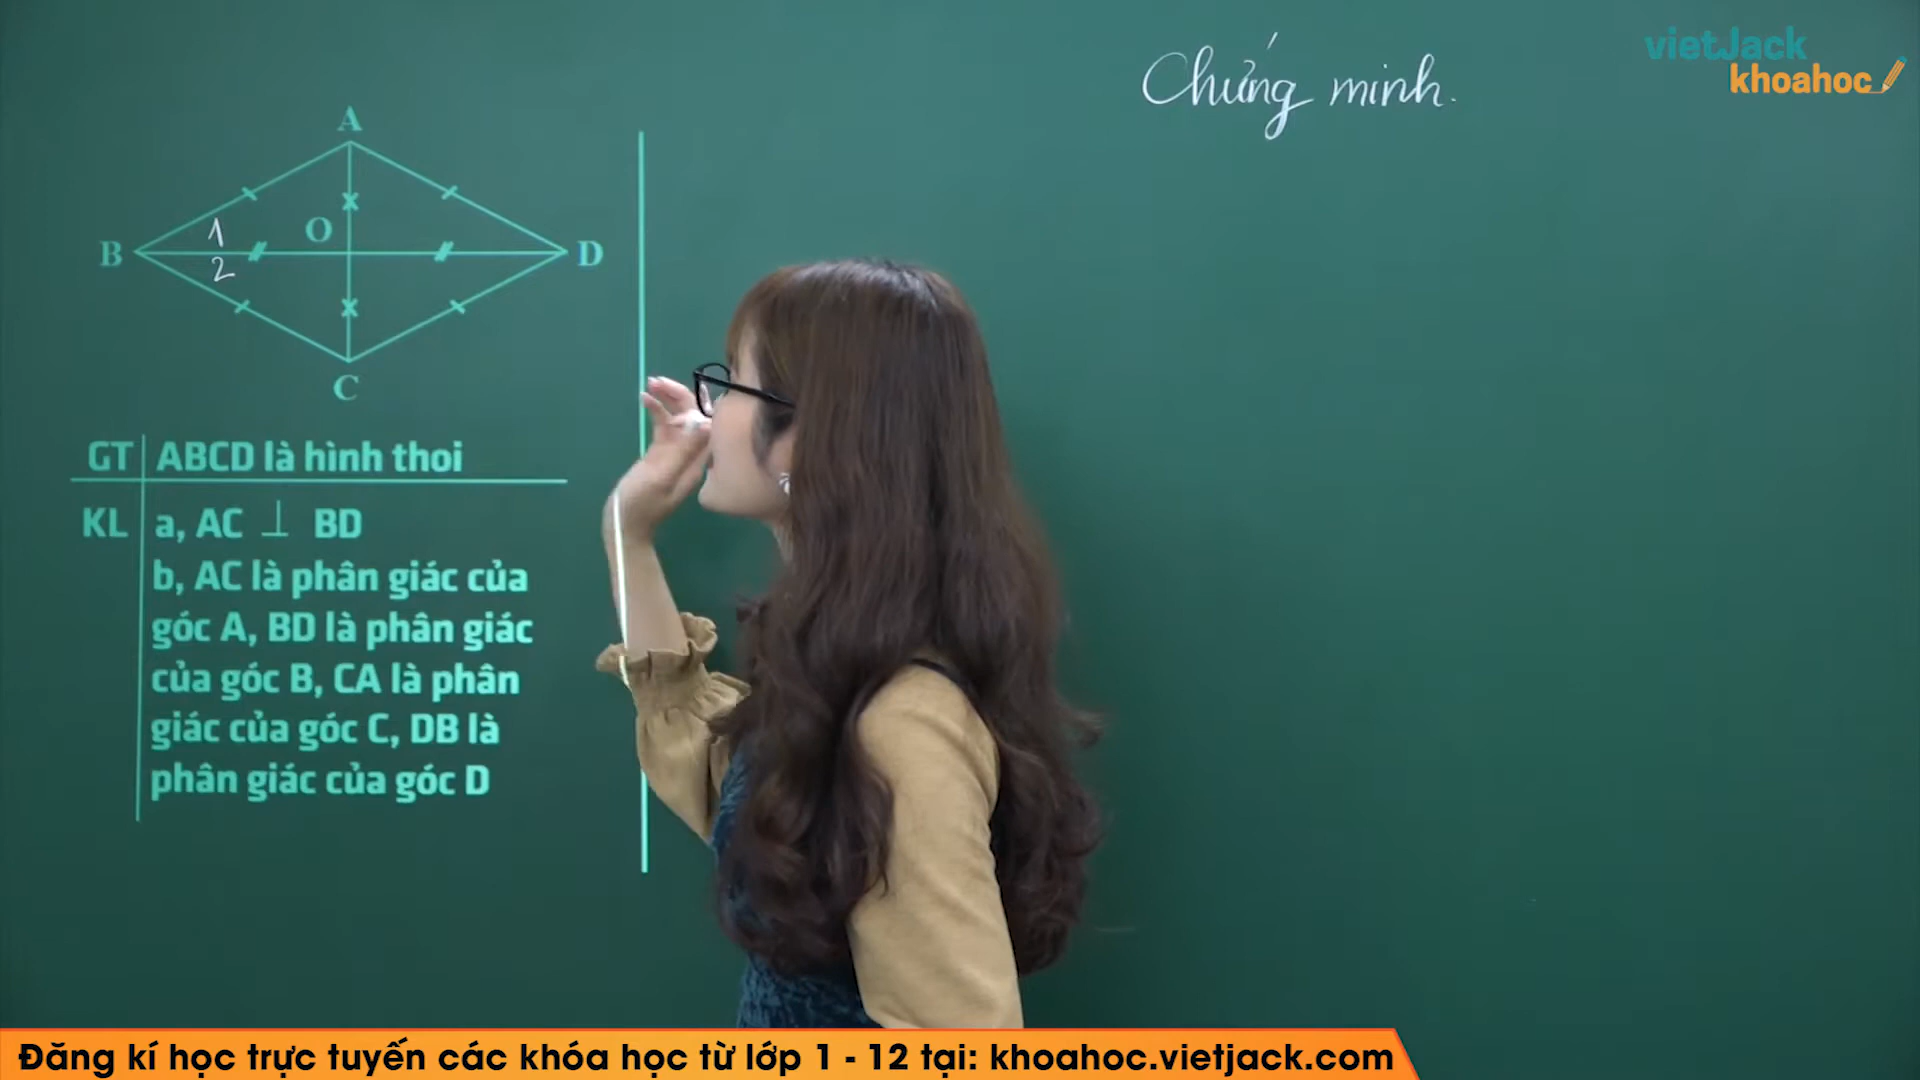 Chứng minh.
vietJack
khoahoc
A
1
O
B
D
2
C
GT ABCD là hình thoi
KL a, AC ⊥ BD
b, AC là phân giác của
góc A, BD là phân giác
của góc B, CA là phân
giác của góc C, DB là
phân giác của góc D
Đăng kí học trực tuyến các khóa học từ lớp 1 - 12 tại: khoahoc.vietjack.com